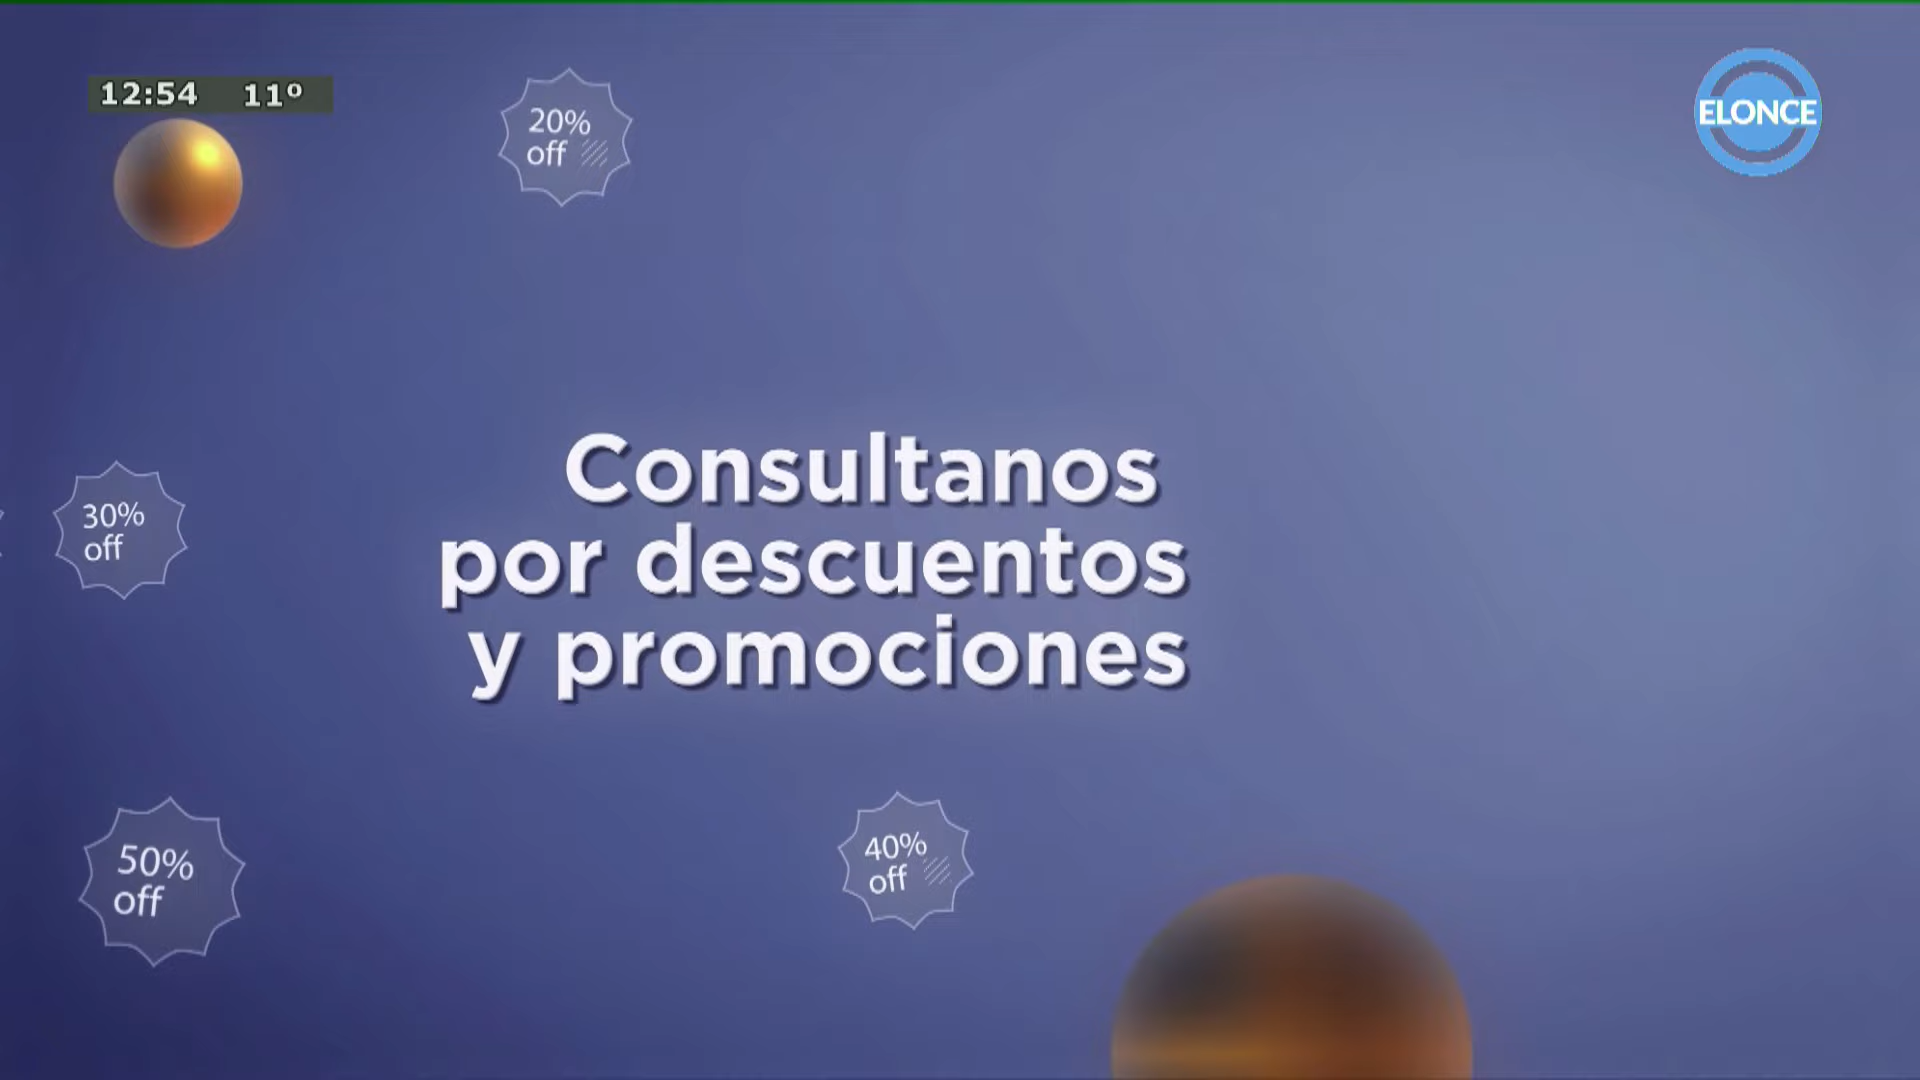 12:54 11º
ELONCE
20%
off
Consultanos
por descuentos
y promociones
30%
off
50%
off
40%
off